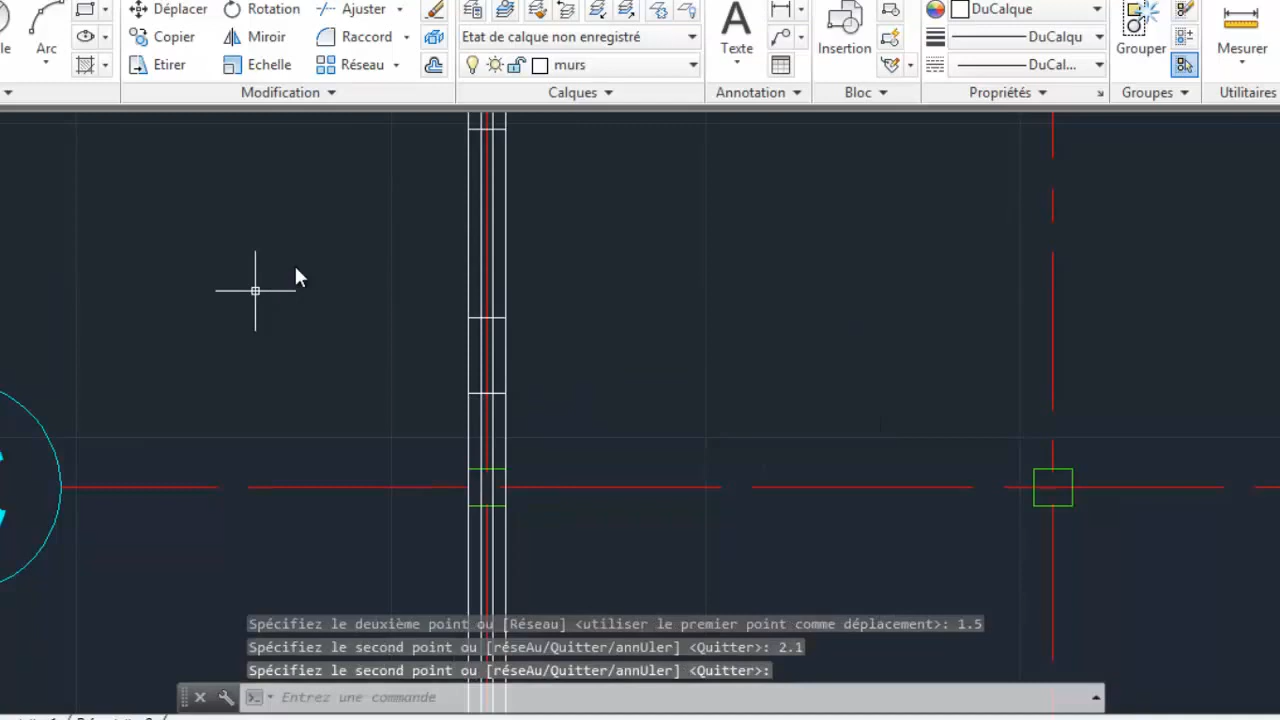 Déplacer Rotation Ajuster
le Arc Copier Miroir Raccord Etat de calque non enregistré
Etirer Echelle Réseau murs
Texte Insertion Grouper Mesurer
DuCalque
DuCalqu
DuCal...
Modification Calques Annotation Bloc Propriétés Groupes Utilitaires
Spécifiez le deuxième point ou [Réseau] <utiliser le premier point comme déplacement>: 1.5
Spécifiez le second point ou [réseAu/Quitter/annUler] <Quitter>: 2.1
Spécifiez le second point ou [réseAu/Quitter/annUler] <Quitter>:
Entrez une commande